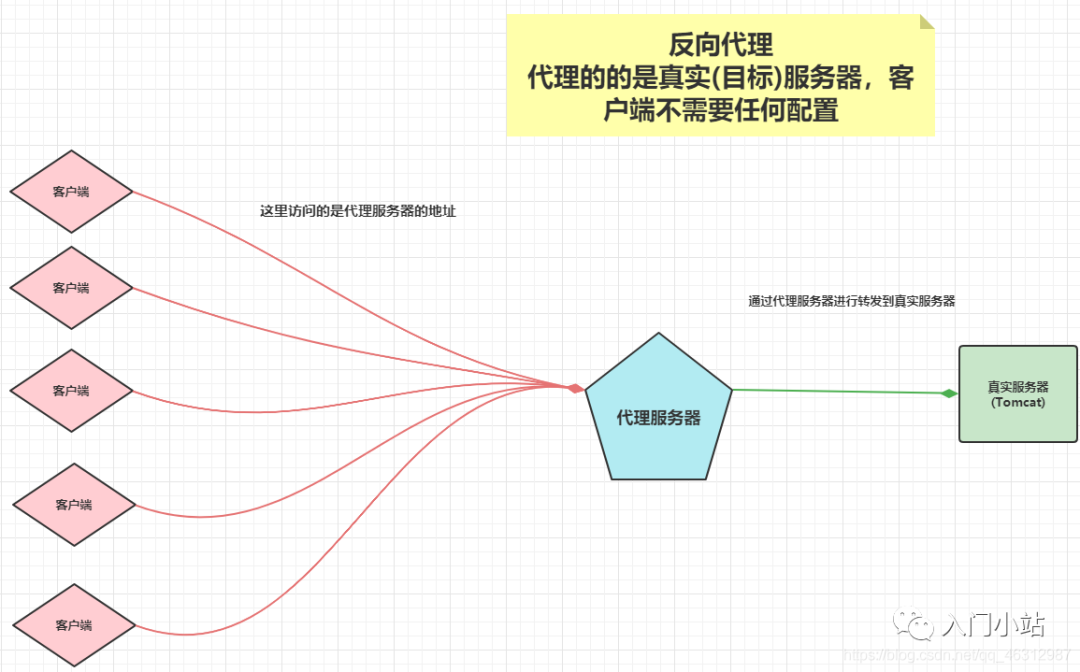 反向代理
代理的的是真实(目标)服务器，客
户端不需要任何配置
客户端
这里访问的是代理服务器的地址
客户端
通过代理服务器进行转发到真实服务器
客户端
代理服务器
真实服务器
(Tomcat)
客户端
客户端
入门小站
https://blog.csdn.net/qq_46312987